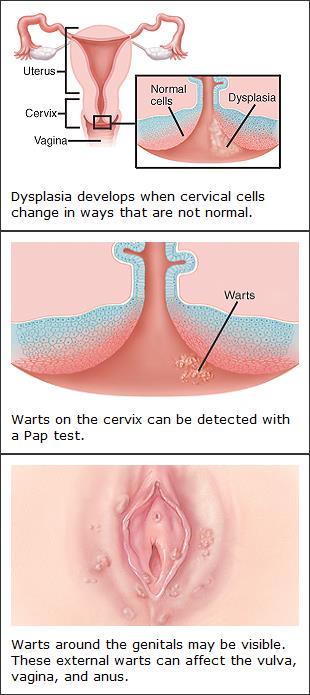 Uterus
Cervix
Vagina
Normal
cells
Dysplasia
Dysplasia develops when cervical cells
change in ways that are not normal.
Warts
Warts on the cervix can be detected with
a Pap test.
Warts around the genitals may be visible.
These external warts can affect the vulva,
vagina, and anus.